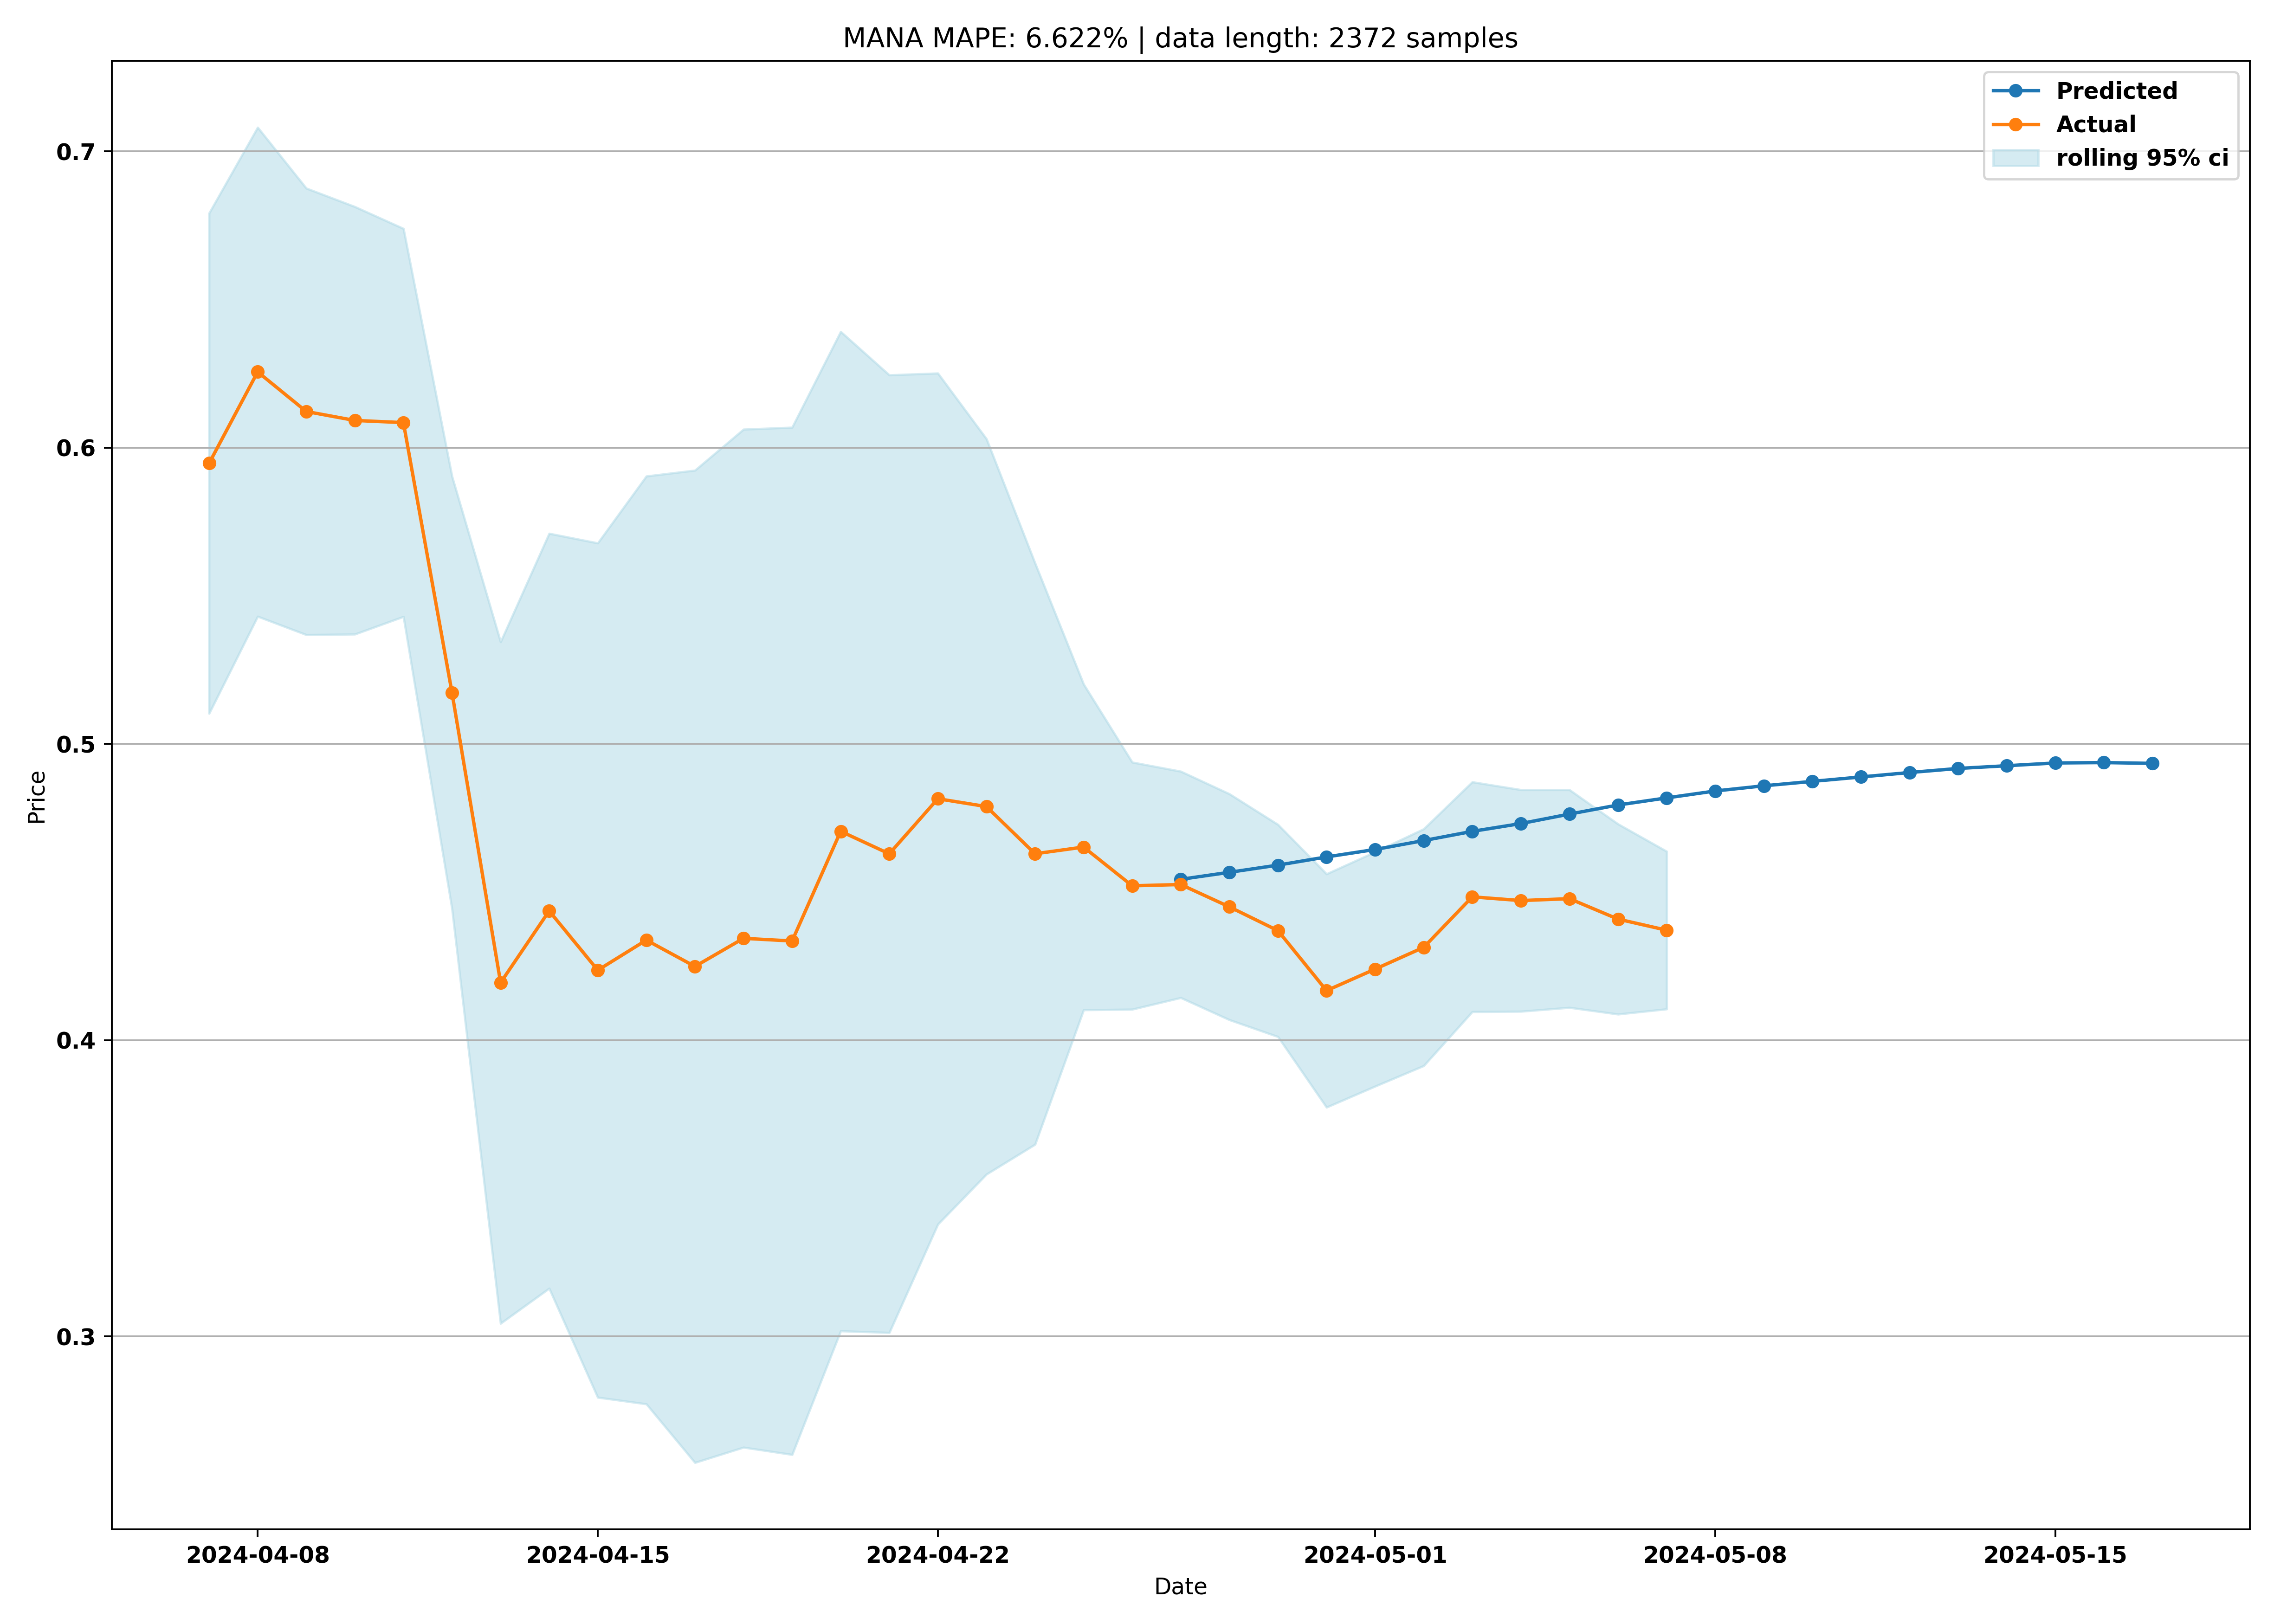 MANA MAPE: 6.622% | data length: 2372 samples
Predicted
Actual
rolling 95% ci
0.7
0.6
0.5
0.4
0.3
Price
2024-04-08
2024-04-15
2024-04-22
2024-05-01
2024-05-08
2024-05-15
Date